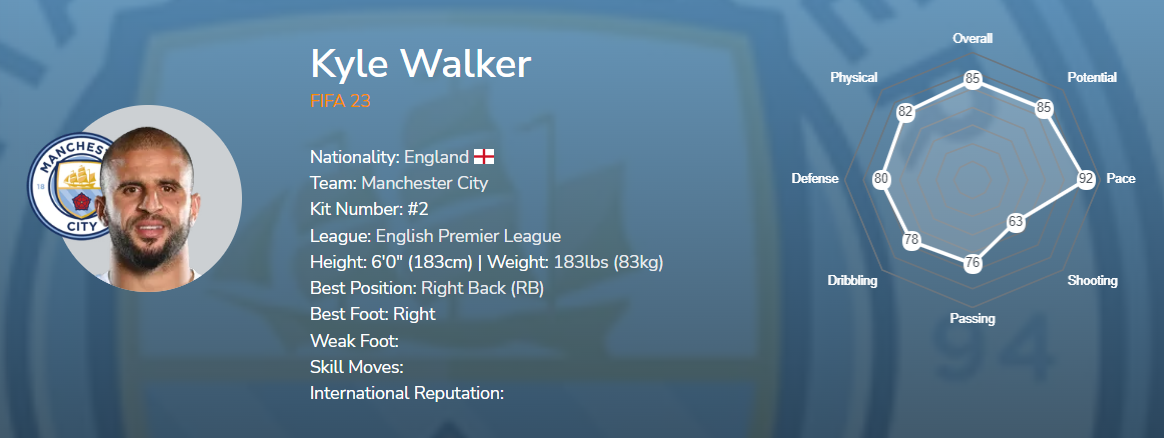 Kyle Walker
FIFA 23
Nationality: England
Team: Manchester City
Kit Number: #2
League: English Premier League
Height: 6'0" (183cm) | Weight: 183lbs (83kg)
Best Position: Right Back (RB)
Best Foot: Right
Weak Foot:
Skill Moves:
International Reputation:
MANCHES
18
CITY
Overall
85
Potential
85
Pace
92
Shooting
63
Passing
76
Dribbling
78
Defense
80
Physical
82
94